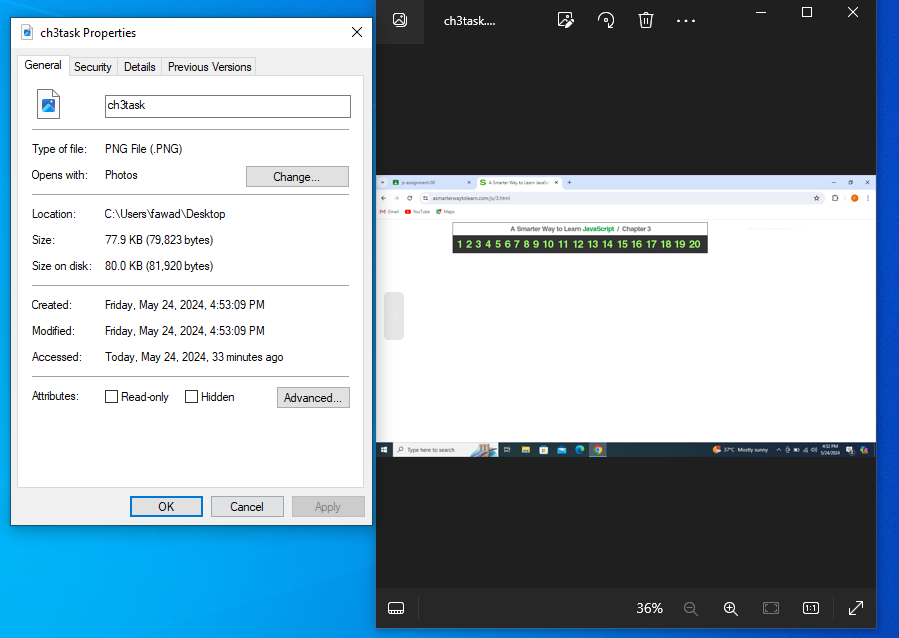 ch3task Properties
General Security Details Previous Versions
ch3task
Type of file: PNG File (.PNG)
Opens with: Photos Change...
Location: C:\Users\fawad\Desktop
Size: 77.9 KB (79,823 bytes)
Size on disk: 80.0 KB (81,920 bytes)
Created: Friday, May 24, 2024, 4:53:09 PM
Modified: Friday, May 24, 2024, 4:53:09 PM
Accessed: Today, May 24, 2024, 33 minutes ago
Attributes: Read-only Hidden Advanced...
OK Cancel Apply
ch3task....
js-assignment-06 A Smarter Way to Learn JavaSc
asmarterwaytolearn.com/js/3.html
Gmail YouTube Maps
A Smarter Way to Learn JavaScript / Chapter 3
1 2 3 4 5 6 7 8 9 10 11 12 13 14 15 16 17 18 19 20
Type here to search 37°C Mostly sunny 4:52 PM
5/24/2024
36% 1:1